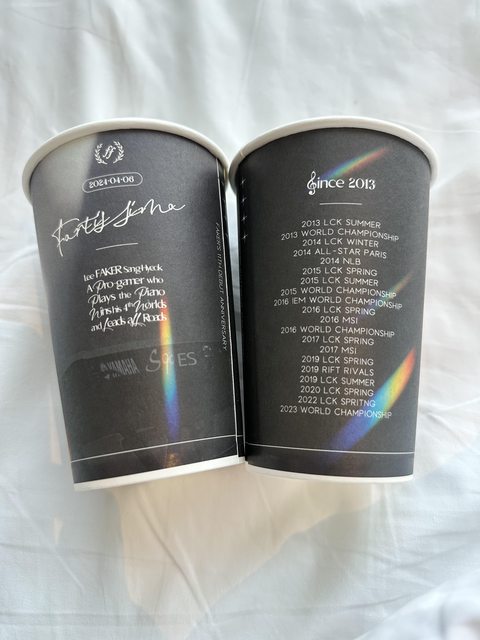 2024·04·06
Lee FAKER Sang Hyeok
A Pro-gamer who
Plays the Piano
Wins his 4th Worlds
and Leads all Roads
FAKER'S 11TH DEBUT ANNIVERSARY
YAMAHA
Since 2013
2013 LCK SUMMER
2013 WORLD CHAMPIONSHIP
2014 LCK WINTER
2014 ALL-STAR PARIS
2014 NLB
2015 LCK SPRING
2015 LCK SUMMER
2015 WORLD CHAMPIONSHIP
2016 IEM WORLD CHAMPIONSHIP
2016 LCK SPRING
2016 MSI
2016 WORLD CHAMPIONSHIP
2017 LCK SPRING
2017 MSI
2019 LCK SPRING
2019 RIFT RIVALS
2019 LCK SUMMER
2020 LCK SPRING
2022 LCK SPRITNG
2023 WORLD CHAMPIONSHIP